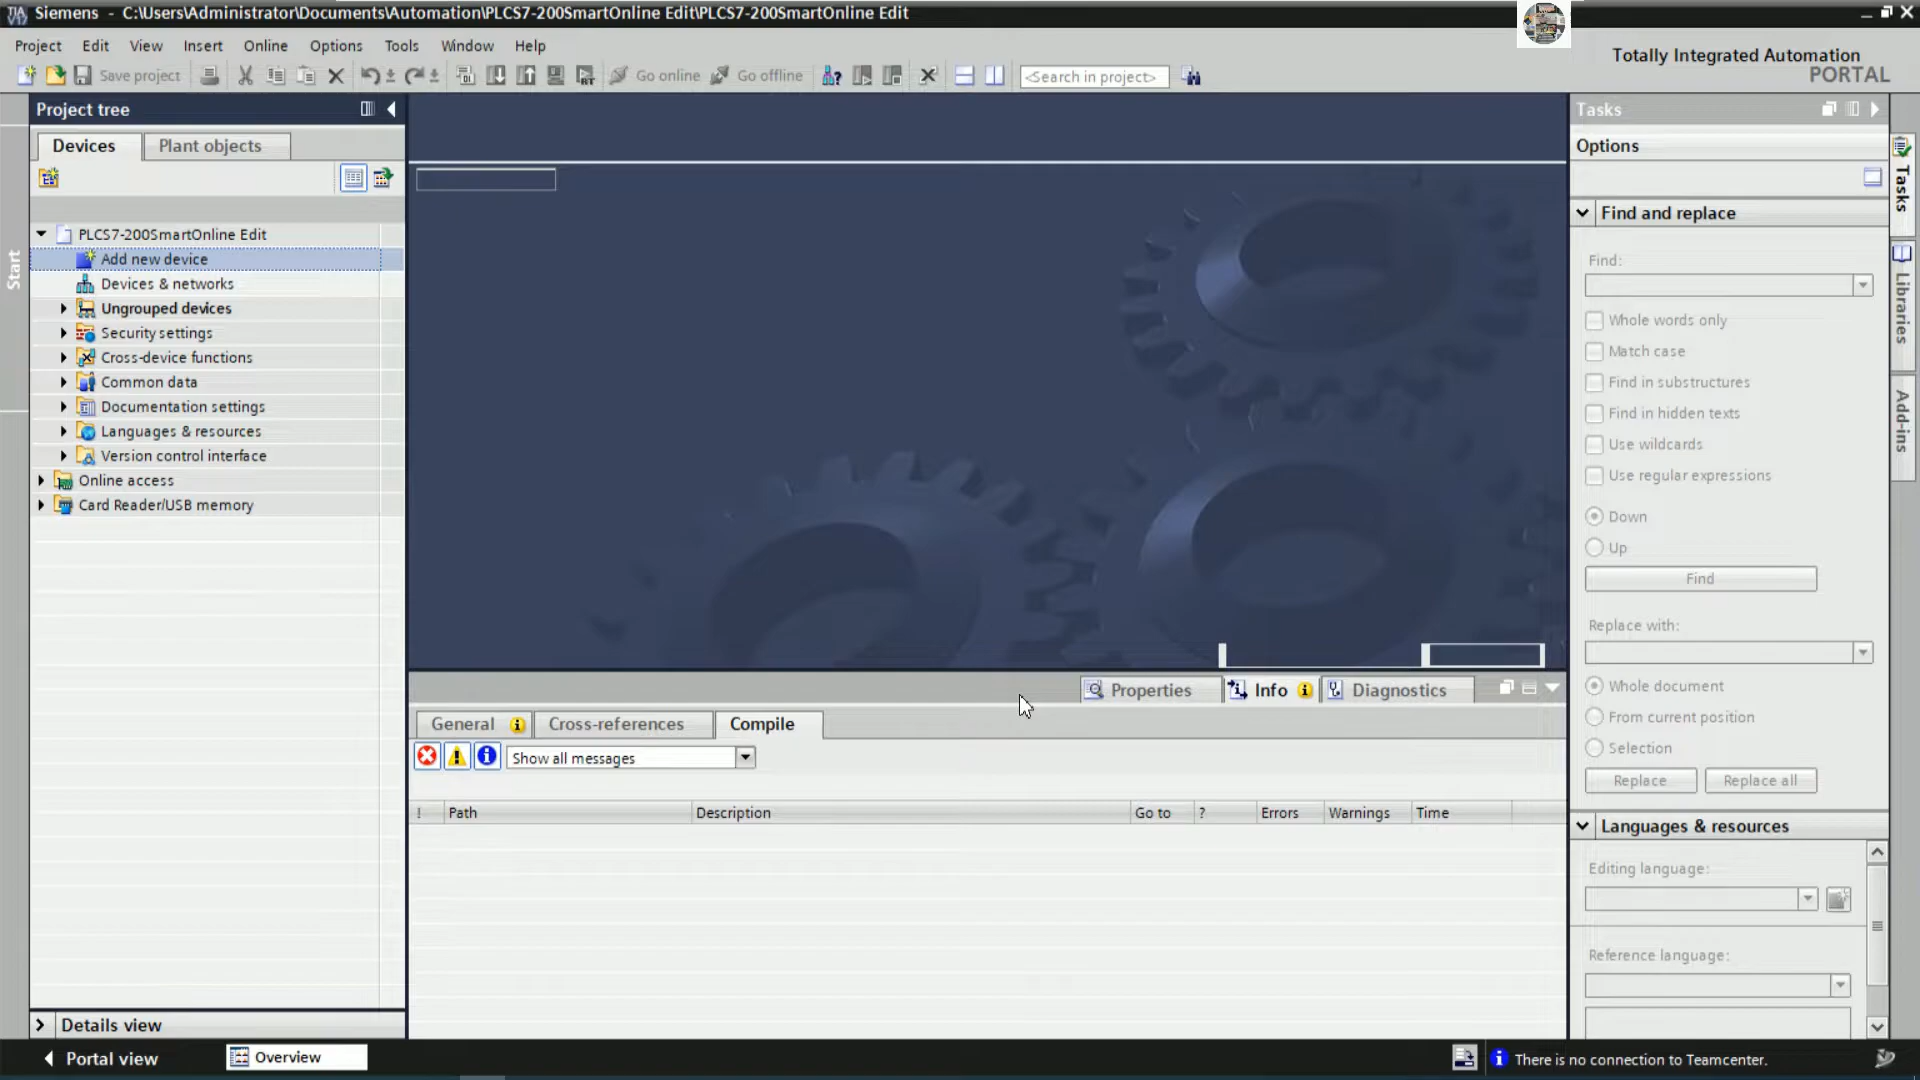 Siemens - C:\Users\Administrator\Documents\Automation\PLCS7-200SmartOnline Edit\PLCS7-200SmartOnline Edit
Project Edit View Insert Online Options Tools Window Help
Totally Integrated Automation
PORTAL
Save project
Go online
Go offline
<Search in project>
Project tree
Devices
Plant objects
Start
PLCS7-200SmartOnline Edit
Add new device
Devices & networks
Ungrouped devices
Security settings
Cross-device functions
Common data
Documentation settings
Languages & resources
Version control interface
Online access
Card Reader/USB memory
Details view
Properties
Info
Diagnostics
General
Cross-references
Compile
Show all messages
! Path Description Go to ? Errors Warnings Time
Tasks
Options
Find and replace
Find:
Whole words only
Match case
Find in substructures
Find in hidden texts
Use wildcards
Use regular expressions
Down
Up
Find
Replace with:
Whole document
From current position
Selection
Replace
Replace all
Languages & resources
Editing language:
Reference language:
Tasks
Libraries
Add-ins
Portal view
Overview
There is no connection to Teamcenter.